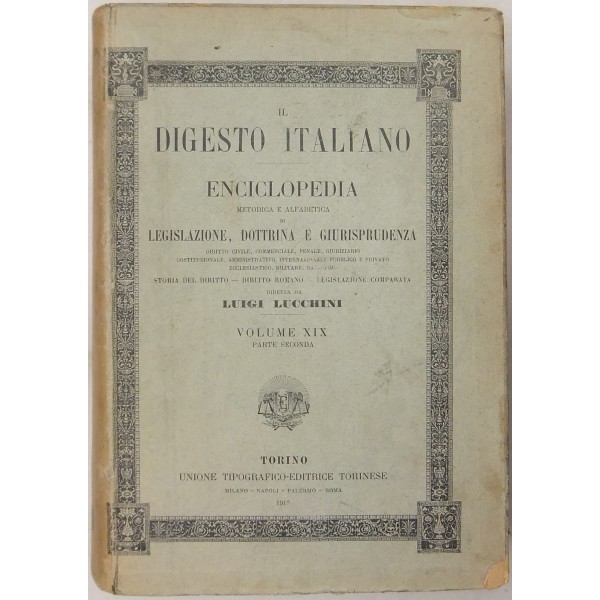 IL
DIGESTO ITALIANO
ENCICLOPEDIA
METODICA E ALFABETICA
DI
LEGISLAZIONE, DOTTRINA E GIURISPRUDENZA
DIRITTO CIVILE, COMMERCIALE, PENALE, GIUDIZIARIO
COSTITUZIONALE, AMMINISTRATIVO, INTERNAZIONALE PUBBLICO E PRIVATO
ECCLESIASTICO, MILITARE,
STORIA DEL DIRITTO — DIRITTO ROMANO — LEGISLAZIONE COMPARATA
DIRETTA DA
LUIGI LUCCHINI
VOLUME XIX
PARTE SECONDA
TORINO
UNIONE TIPOGRAFICO-EDITRICE TORINESE
MILANO - NAPOLI - PALERMO - ROMA